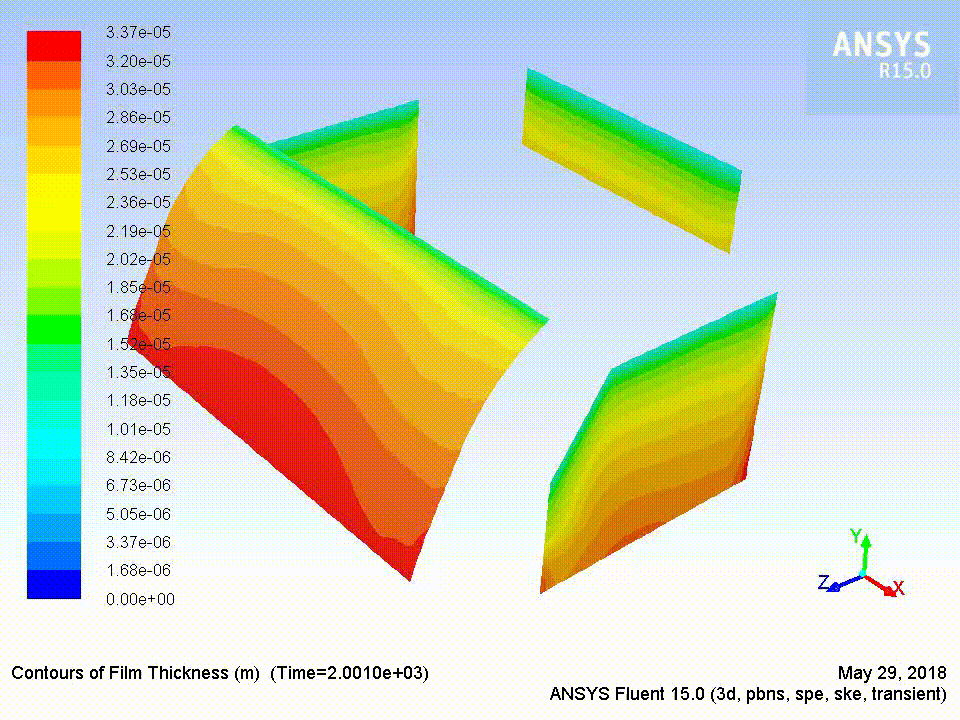 3.37e-05
3.20e-05
3.03e-05
2.86e-05
2.69e-05
2.53e-05
2.36e-05
2.19e-05
2.02e-05
1.85e-05
1.68e-05
1.52e-05
1.35e-05
1.18e-05
1.01e-05
8.42e-06
6.73e-06
5.05e-06
3.37e-06
1.68e-06
0.00e+00
ANSYS
R15.0
Y
Z
X
Contours of Film Thickness (m) (Time=2.0010e+03)
May 29, 2018
ANSYS Fluent 15.0 (3d, pbns, spe, ske, transient)